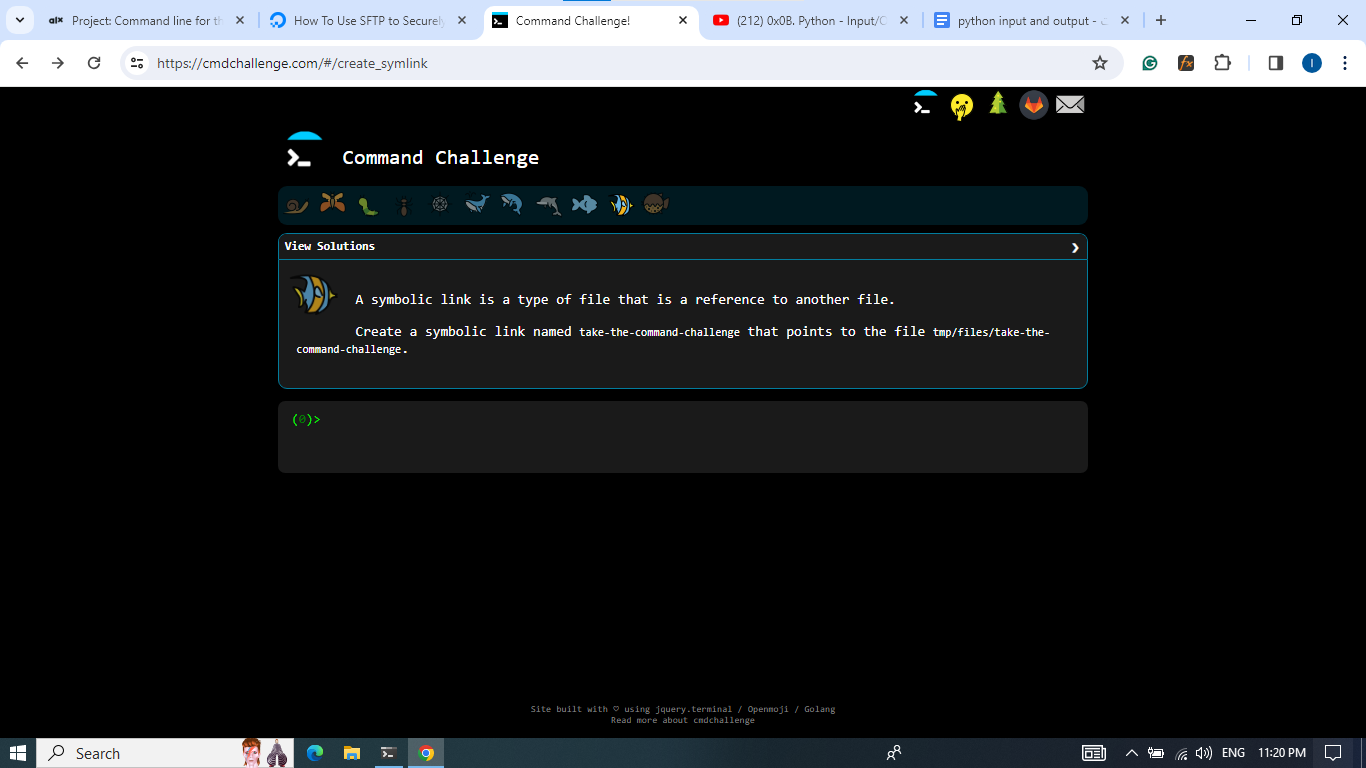 alx Project: Command line for th
How To Use SFTP to Securely
Command Challenge!
(212) 0x0B. Python - Input/O
python input and output -
https://cmdchallenge.com/#/create_symlink
I
Command Challenge
View Solutions
A symbolic link is a type of file that is a reference to another file.
Create a symbolic link named take-the-command-challenge that points to the file tmp/files/take-the-
command-challenge.
(0)>
Site built with ♡ using jquery.terminal / Openmoji / Golang
Read more about cmdchallenge
Search
ENG 11:20 PM